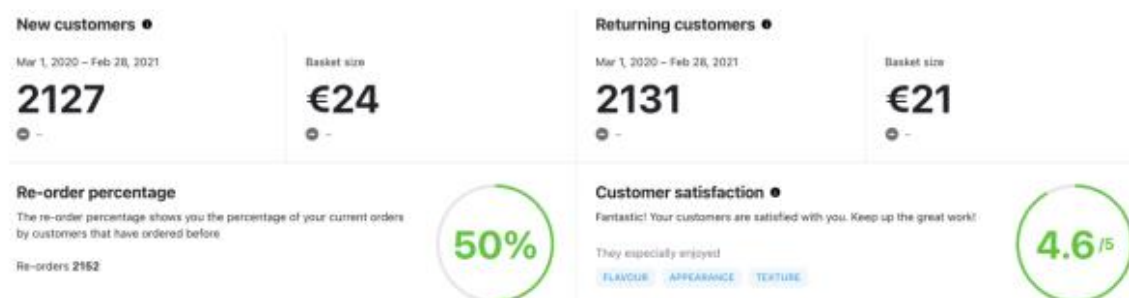 New customers
Mar 1, 2020 – Feb 28, 2021
2127
–
Basket size
€24
–
Returning customers
Mar 1, 2020 – Feb 28, 2021
2131
–
Basket size
€21
–
Re-order percentage
The re-order percentage shows you the percentage of your current orders
by customers that have ordered before
Re-orders 2152
50%
Customer satisfaction
Fantastic! Your customers are satisfied with you. Keep up the great work!
They especially enjoyed
FLAVOUR APPEARANCE TEXTURE
4.6 /5